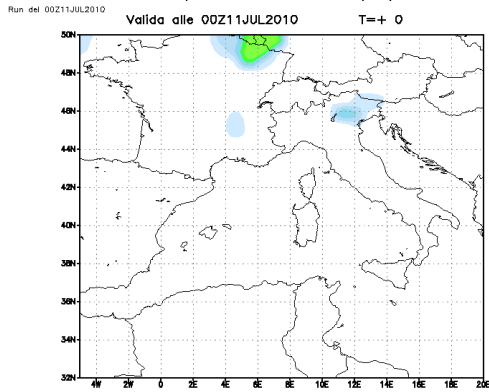 Run del 00Z11JUL2010
Valida alle 00Z11JUL2010 T=+ 0
50N
48N
46N
44N
42N
40N
38N
36N
34N
32N
4W 2W 0 2E 4E 6E 8E 10E 12E 14E 16E 18E 20E